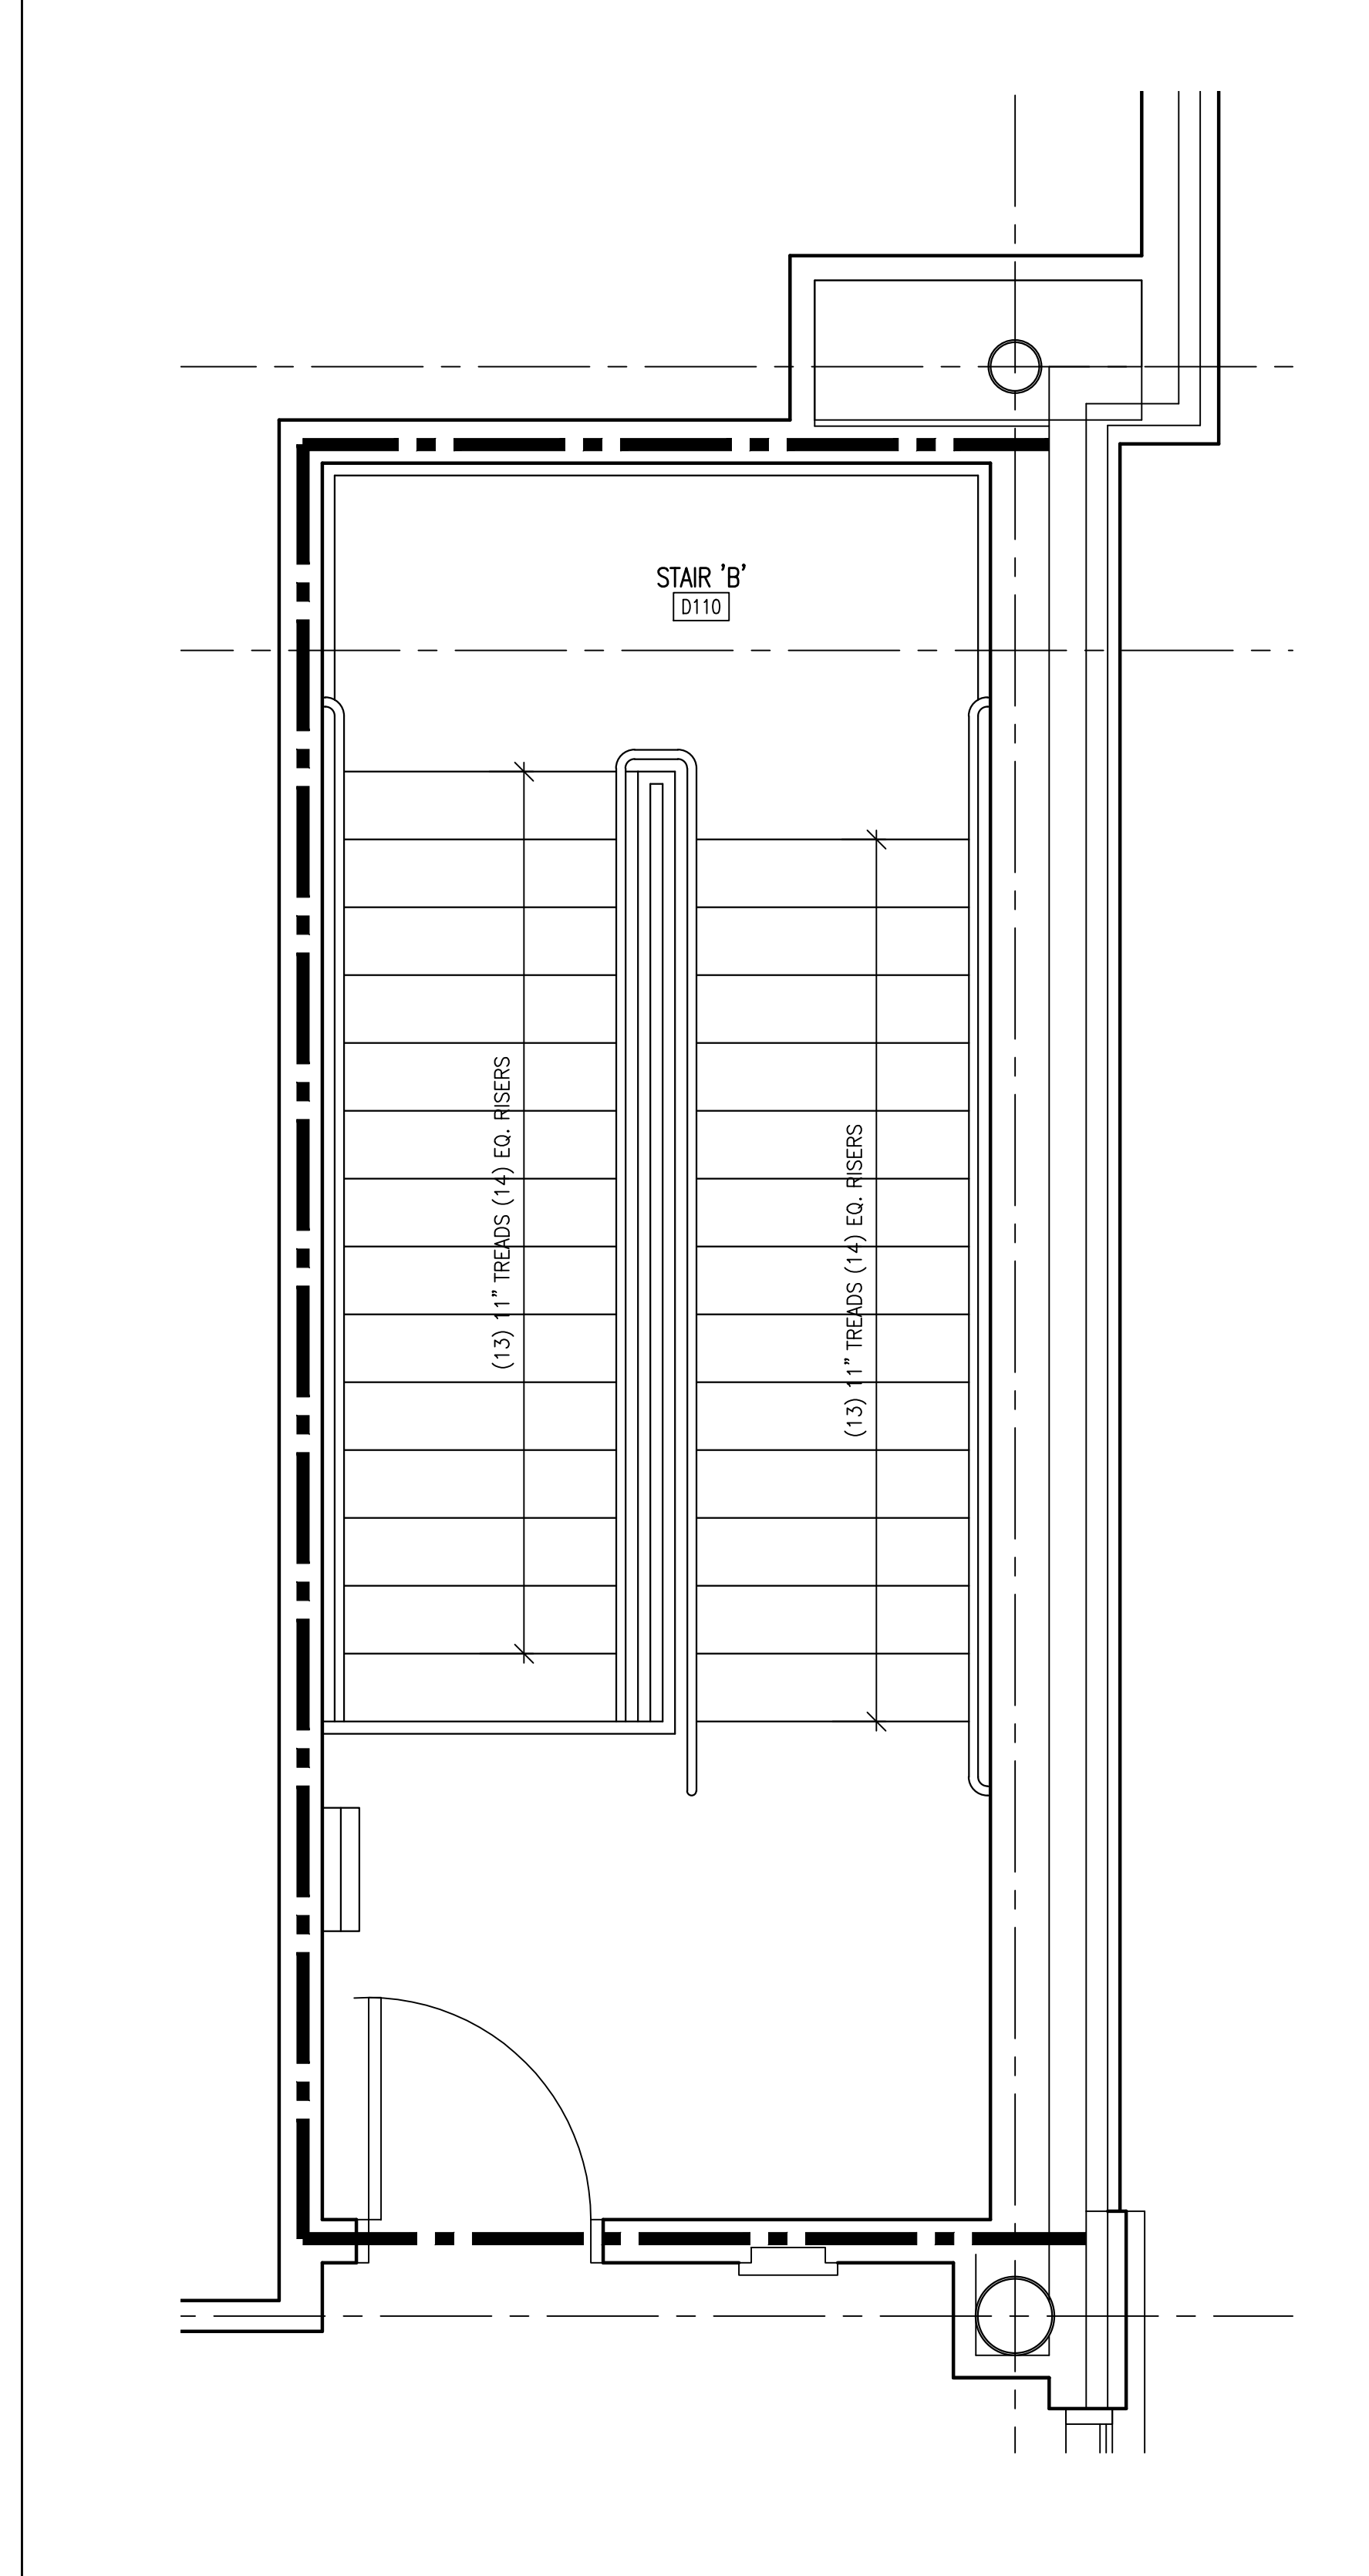 STAIR 'B'
D110
(13) 11" TREADS (14) EQ. RISERS
(13) 11" TREADS (14) EQ. RISERS